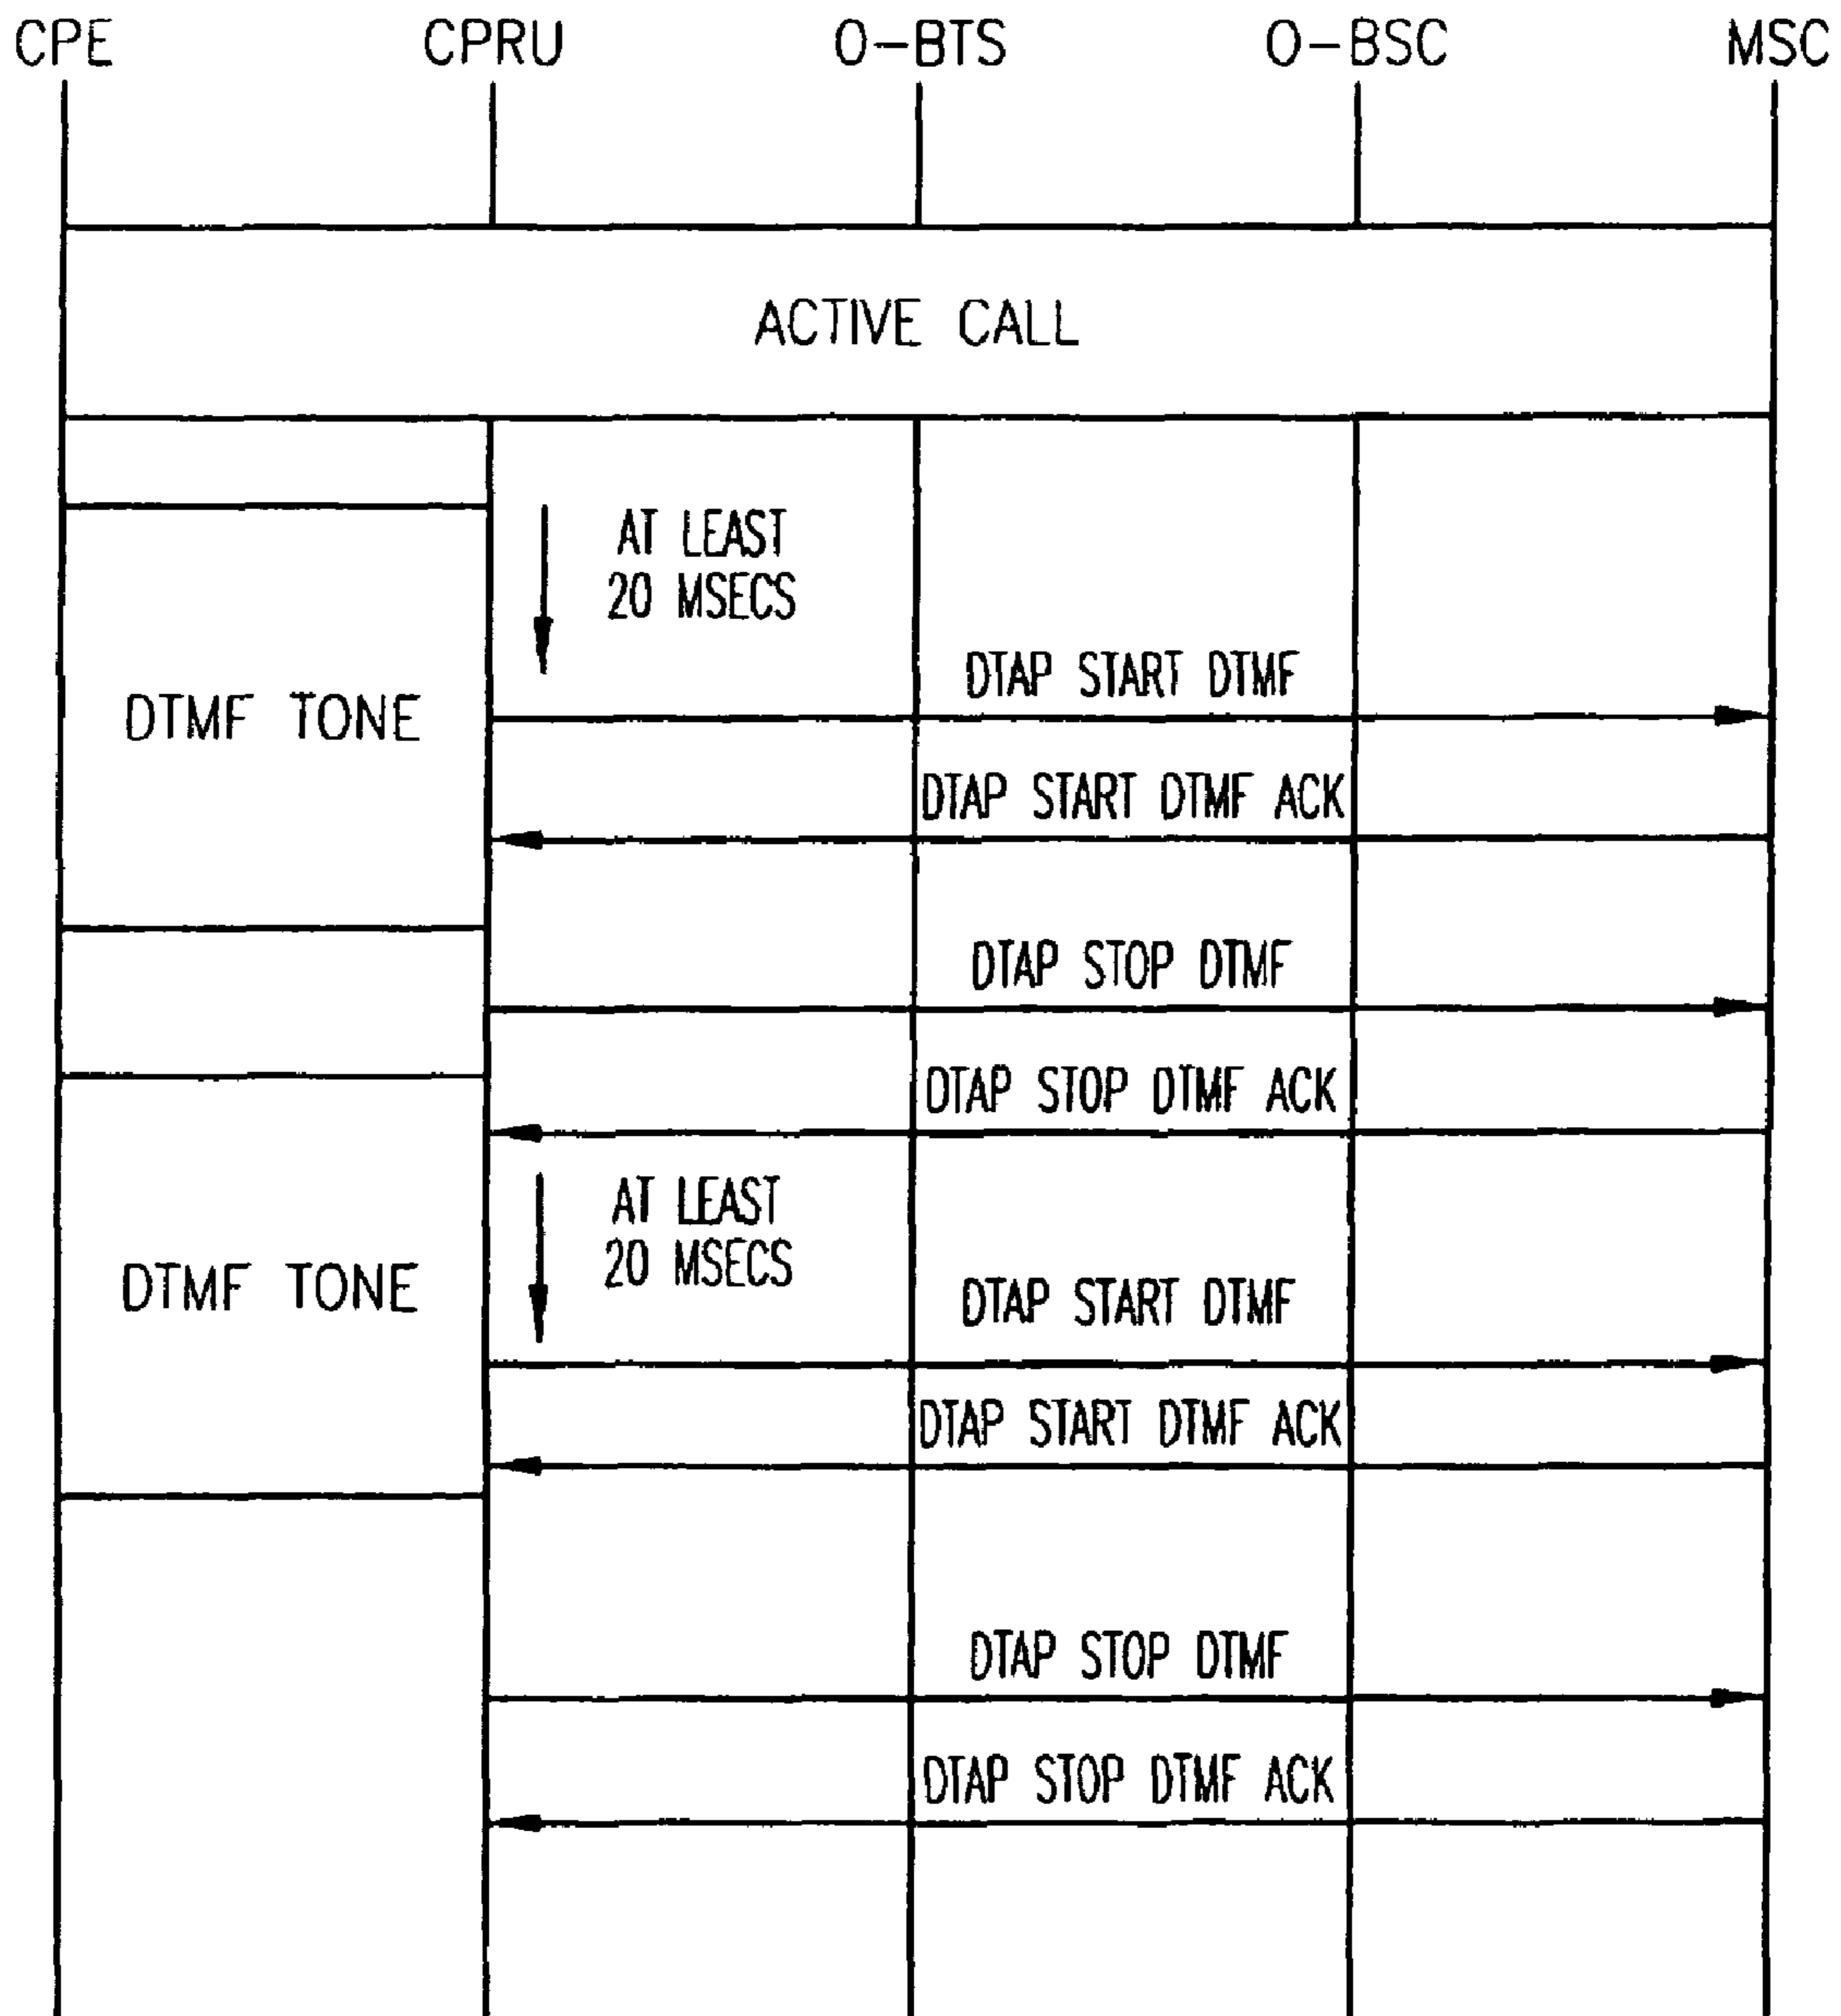 CPE CPRU O-BTS O-BSC MSC
ACTIVE CALL
AT LEAST
20 MSECS
DTAP START DTMF
DTMF TONE
DTAP START DTMF ACK
DTAP STOP DTMF
DTAP STOP DTMF ACK
AT LEAST
20 MSECS
DTMF TONE
DTAP START DTMF
DTAP START DTMF ACK
DTAP STOP DTMF
DTAP STOP DTMF ACK